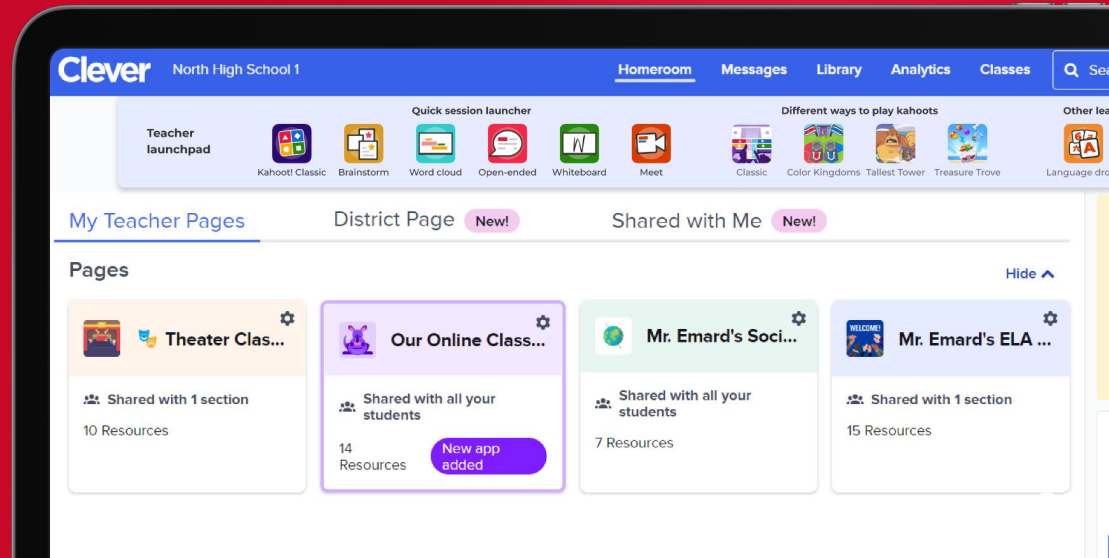 Clever
North High School 1
Homeroom Messages Library Analytics Classes
Teacher
launchpad
Quick session launcher
Kahoot! Classic Brainstorm Word cloud Open-ended Whiteboard Meet
Different ways to play kahoots
Classic Color Kingdoms Tallest Tower Treasure Trove
Other
Language
My Teacher Pages District Page New! Shared with Me New!
Pages
Hide
Theater Clas...
Shared with 1 section
10 Resources
Our Online Class...
Shared with all your
students
14
Resources
New app
added
Mr. Emard's Soci...
Shared with all your
students
7 Resources
WELCOME!
Mr. Emard's ELA ...
Shared with 1 section
15 Resources